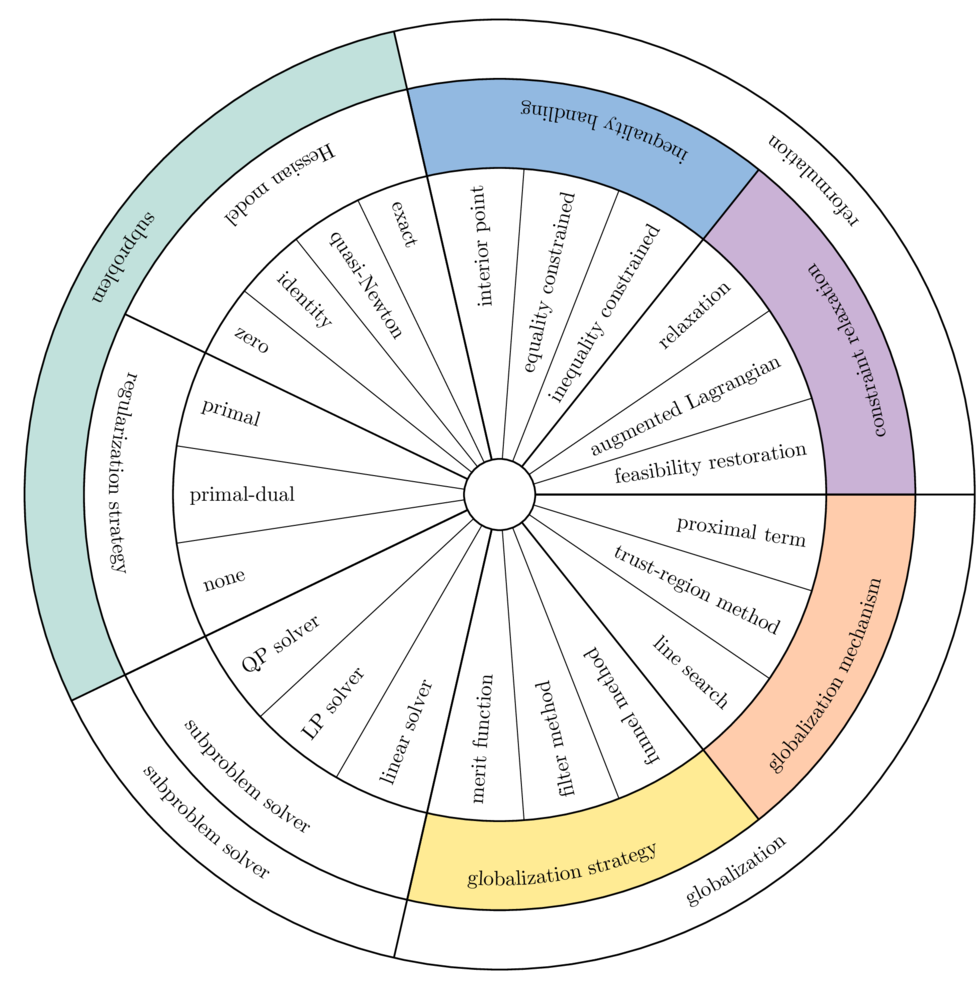 reformulation
inequality handling
interior point
equality constrained
inequality constrained
constraint relaxation
relaxation
augmented Lagrangian
feasibility restoration
globalization
globalization mechanism
proximal term
trust-region method
line search
globalization strategy
funnel method
filter method
merit function
subproblem solver
subproblem solver
linear solver
LP solver
QP solver
subproblem
regularization strategy
none
primal-dual
primal
Hessian model
zero
identity
quasi-Newton
exact